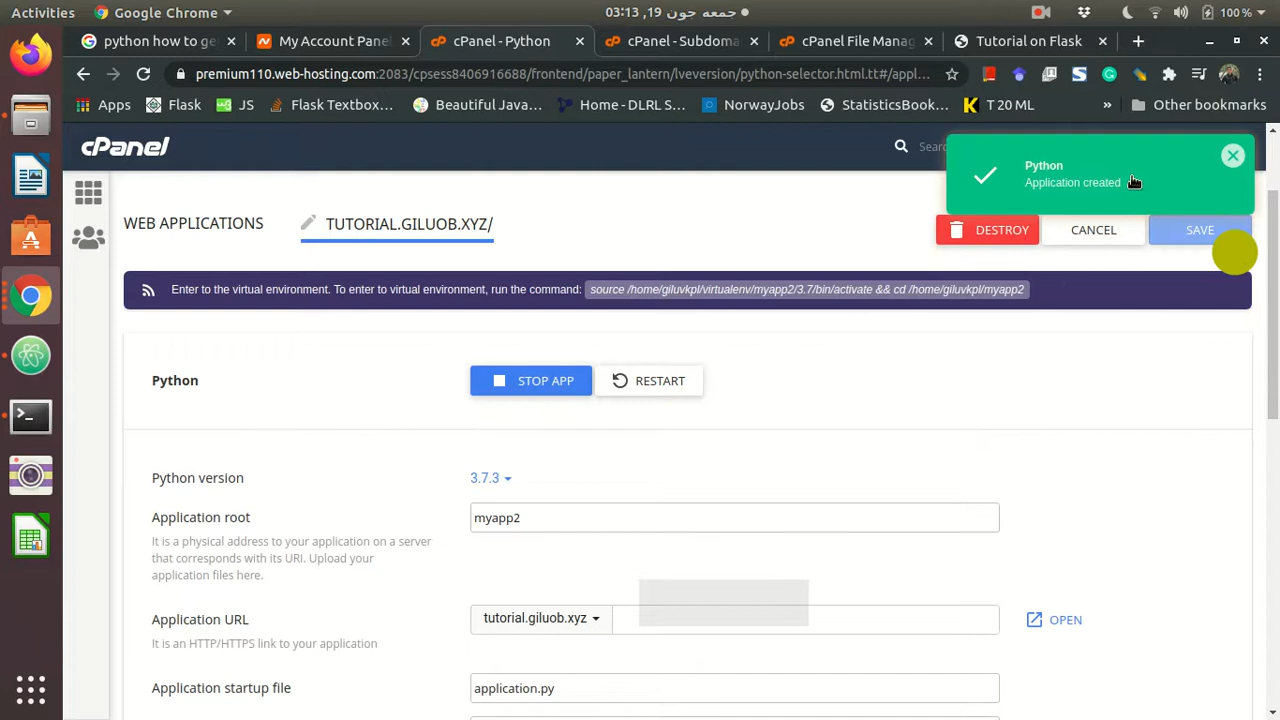 Activities Google Chrome 03:13 ,19 جمعه جون 100 %
python how to ge My Account Pane cPanel - Python cPanel - Subdoma cPanel File Manag Tutorial on Flask
premium110.web-hosting.com:2083/cpsess8406916688/frontend/paper_lantern/lveversion/python-selector.html.tt#/appl...
Apps Flask JS Flask Textbox... Beautiful Java... Home - DLRL S... NorwayJobs StatisticsBook... T 20 ML » Other bookmarks
cPanel Sear
Python
Application created
WEB APPLICATIONS TUTORIAL.GILUOB.XYZ/ DESTROY CANCEL SAVE
Enter to the virtual environment. To enter to virtual environment, run the command: source /home/giluvkpl/virtualenv/myapp2/3.7/bin/activate && cd /home/giluvkpl/myapp2
Python STOP APP RESTART
Python version 3.7.3
Application root myapp2
It is a physical address to your application on a server
that corresponds with its URI. Upload your
application files here.
Application URL tutorial.giluob.xyz OPEN
It is an HTTP/HTTPS link to your application
Application startup file application.py